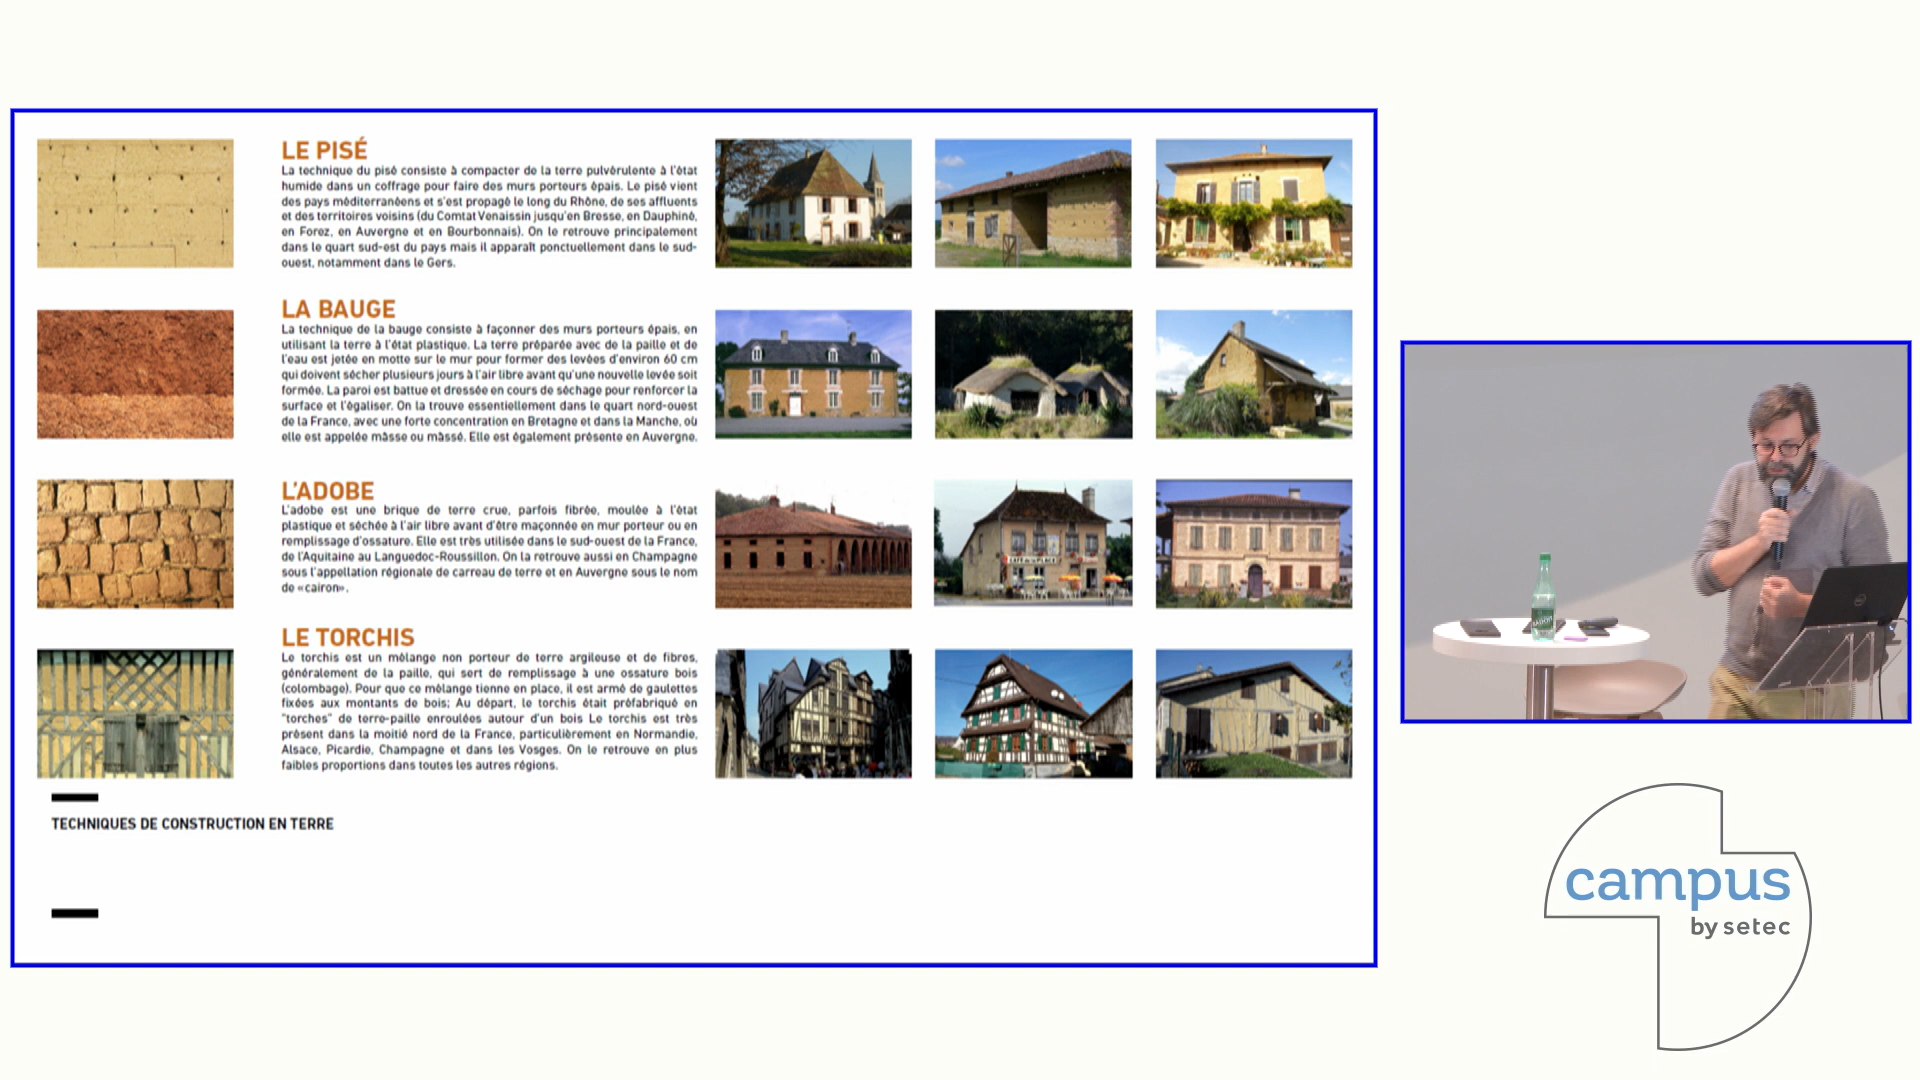 LE PISÉ
La technique du pisé consiste à compacter de la terre pulvérulente à l'état
humide dans un coffrage pour faire des murs porteurs épais. Le pisé vient
des pays méditerranéens et s'est propagé le long du Rhône, de ses affluents
et des territoires voisins (du Comtat Venaissin jusqu'en Bresse, en Dauphiné,
en Forez, en Auvergne et en Bourbonnais). On le retrouve principalement
dans le quart sud-est du pays mais il apparaît ponctuellement dans le sud-
ouest, notamment dans le Gers.
LA BAUGE
La technique de la bauge consiste à façonner des murs porteurs épais, en
utilisant la terre à l'état plastique. La terre préparée avec de la paille et de
l'eau est jetée en motte sur le mur pour former des levées d'environ 60 cm
qui doivent sécher plusieurs jours à l'air libre avant qu'une nouvelle levée soit
formée. La paroi est battue et dressée en cours de séchage pour renforcer la
surface et l'égaliser. On la trouve essentiellement dans le quart nord-ouest
de la France, avec une forte concentration en Bretagne et dans la Manche, où
elle est appelée mâsse ou mâssé. Elle est également présente en Auvergne.
L'ADOBE
L'adobe est une brique de terre crue, parfois fibrée, moulée à l'état
plastique et séchée à l'air libre avant d'être maçonnée en mur porteur ou en
remplissage d'ossature. Elle est très utilisée dans le sud-ouest de la France,
de l'Aquitaine au Languedoc-Roussillon. On la retrouve aussi en Champagne
sous l'appellation régionale de carreau de terre et en Auvergne sous le nom
de «cairon».
LE TORCHIS
Le torchis est un mélange non porteur de terre argileuse et de fibres,
généralement de la paille, qui sert de remplissage à une ossature bois
(colombage). Pour que ce mélange tienne en place, il est armé de gaulettes
fixées aux montants de bois; Au départ, le torchis était préfabriqué en
"torches" de terre-paille enroulées autour d'un bois Le torchis est très
présent dans la moitié nord de la France, particulièrement en Normandie,
Alsace, Picardie, Champagne et dans les Vosges. On le retrouve en plus
faibles proportions dans toutes les autres régions.
TECHNIQUES DE CONSTRUCTION EN TERRE
campus
by setec